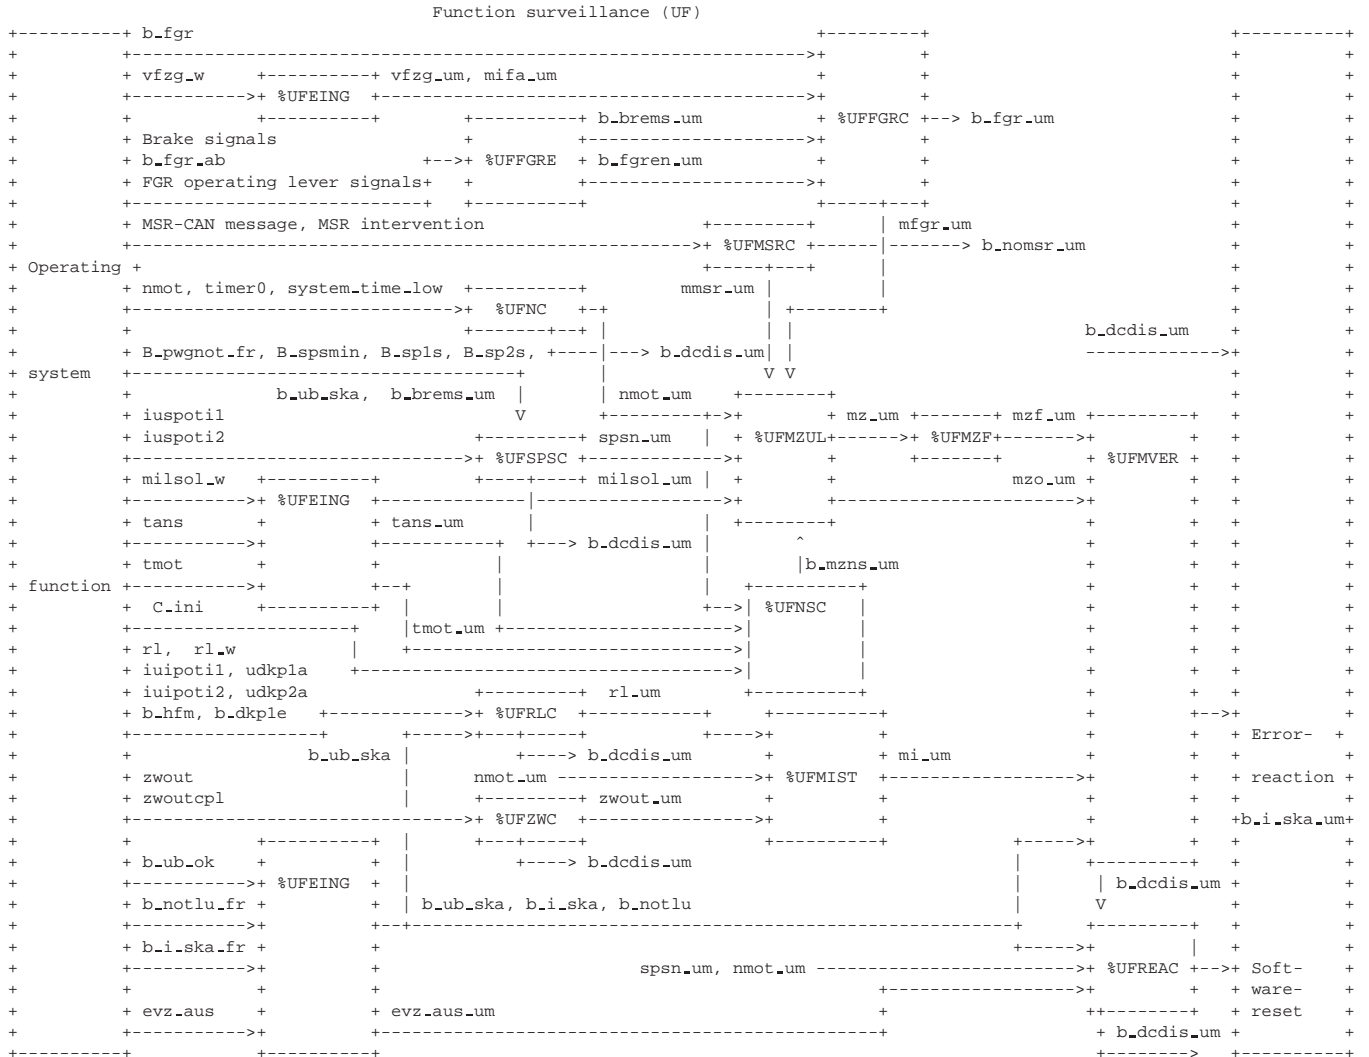 Function surveillance (UF)
b_fgr
vfzg_w vfzg_um, mifa_um
%UFEING
b_brems_um %UFFGRC b_fgr_um
Brake signals
b_fgr_ab %UFFGRE b_fgren_um
FGR operating lever signals
MSR-CAN message, MSR intervention mfgr_um
%UFMSRC b_nomsr_um
Operating
nmot, timer0, system_time_low mmsr_um
%UFNC
b_dcdis_um
B_pwgnot_fr, B_spsmin, B_sp1s, B_sp2s, b_dcdis_um
system V V
b_ub_ska, b_brems_um nmot_um
iuspoti1 V mz_um mzf_um
iuspoti2 spsn_um %UFMZUL %UFMZF
%UFSPSC %UFMVER
milsol_w milsol_um mzo_um
%UFEING
tans tans_um
b_dcdis_um ^
tmot b_mzns_um
function
C_ini %UFNSC
tmot_um
rl, rl_w
iuipoti1, udkp1a
iuipoti2, udkp2a rl_um
b_hfm, b_dkp1e %UFRLC
Error-
b_ub_ska b_dcdis_um mi_um
zwout nmot_um %UFMIST reaction
zwoutcpl zwout_um
%UFZWC b_i_ska_um
b_ub_ok b_dcdis_um
%UFEING b_dcdis_um
b_notlu_fr b_ub_ska, b_i_ska, b_notlu V
b_i_ska_fr
spsn_um, nmot_um %UFREAC Soft-
ware-
evz_aus evz_aus_um reset
b_dcdis_um